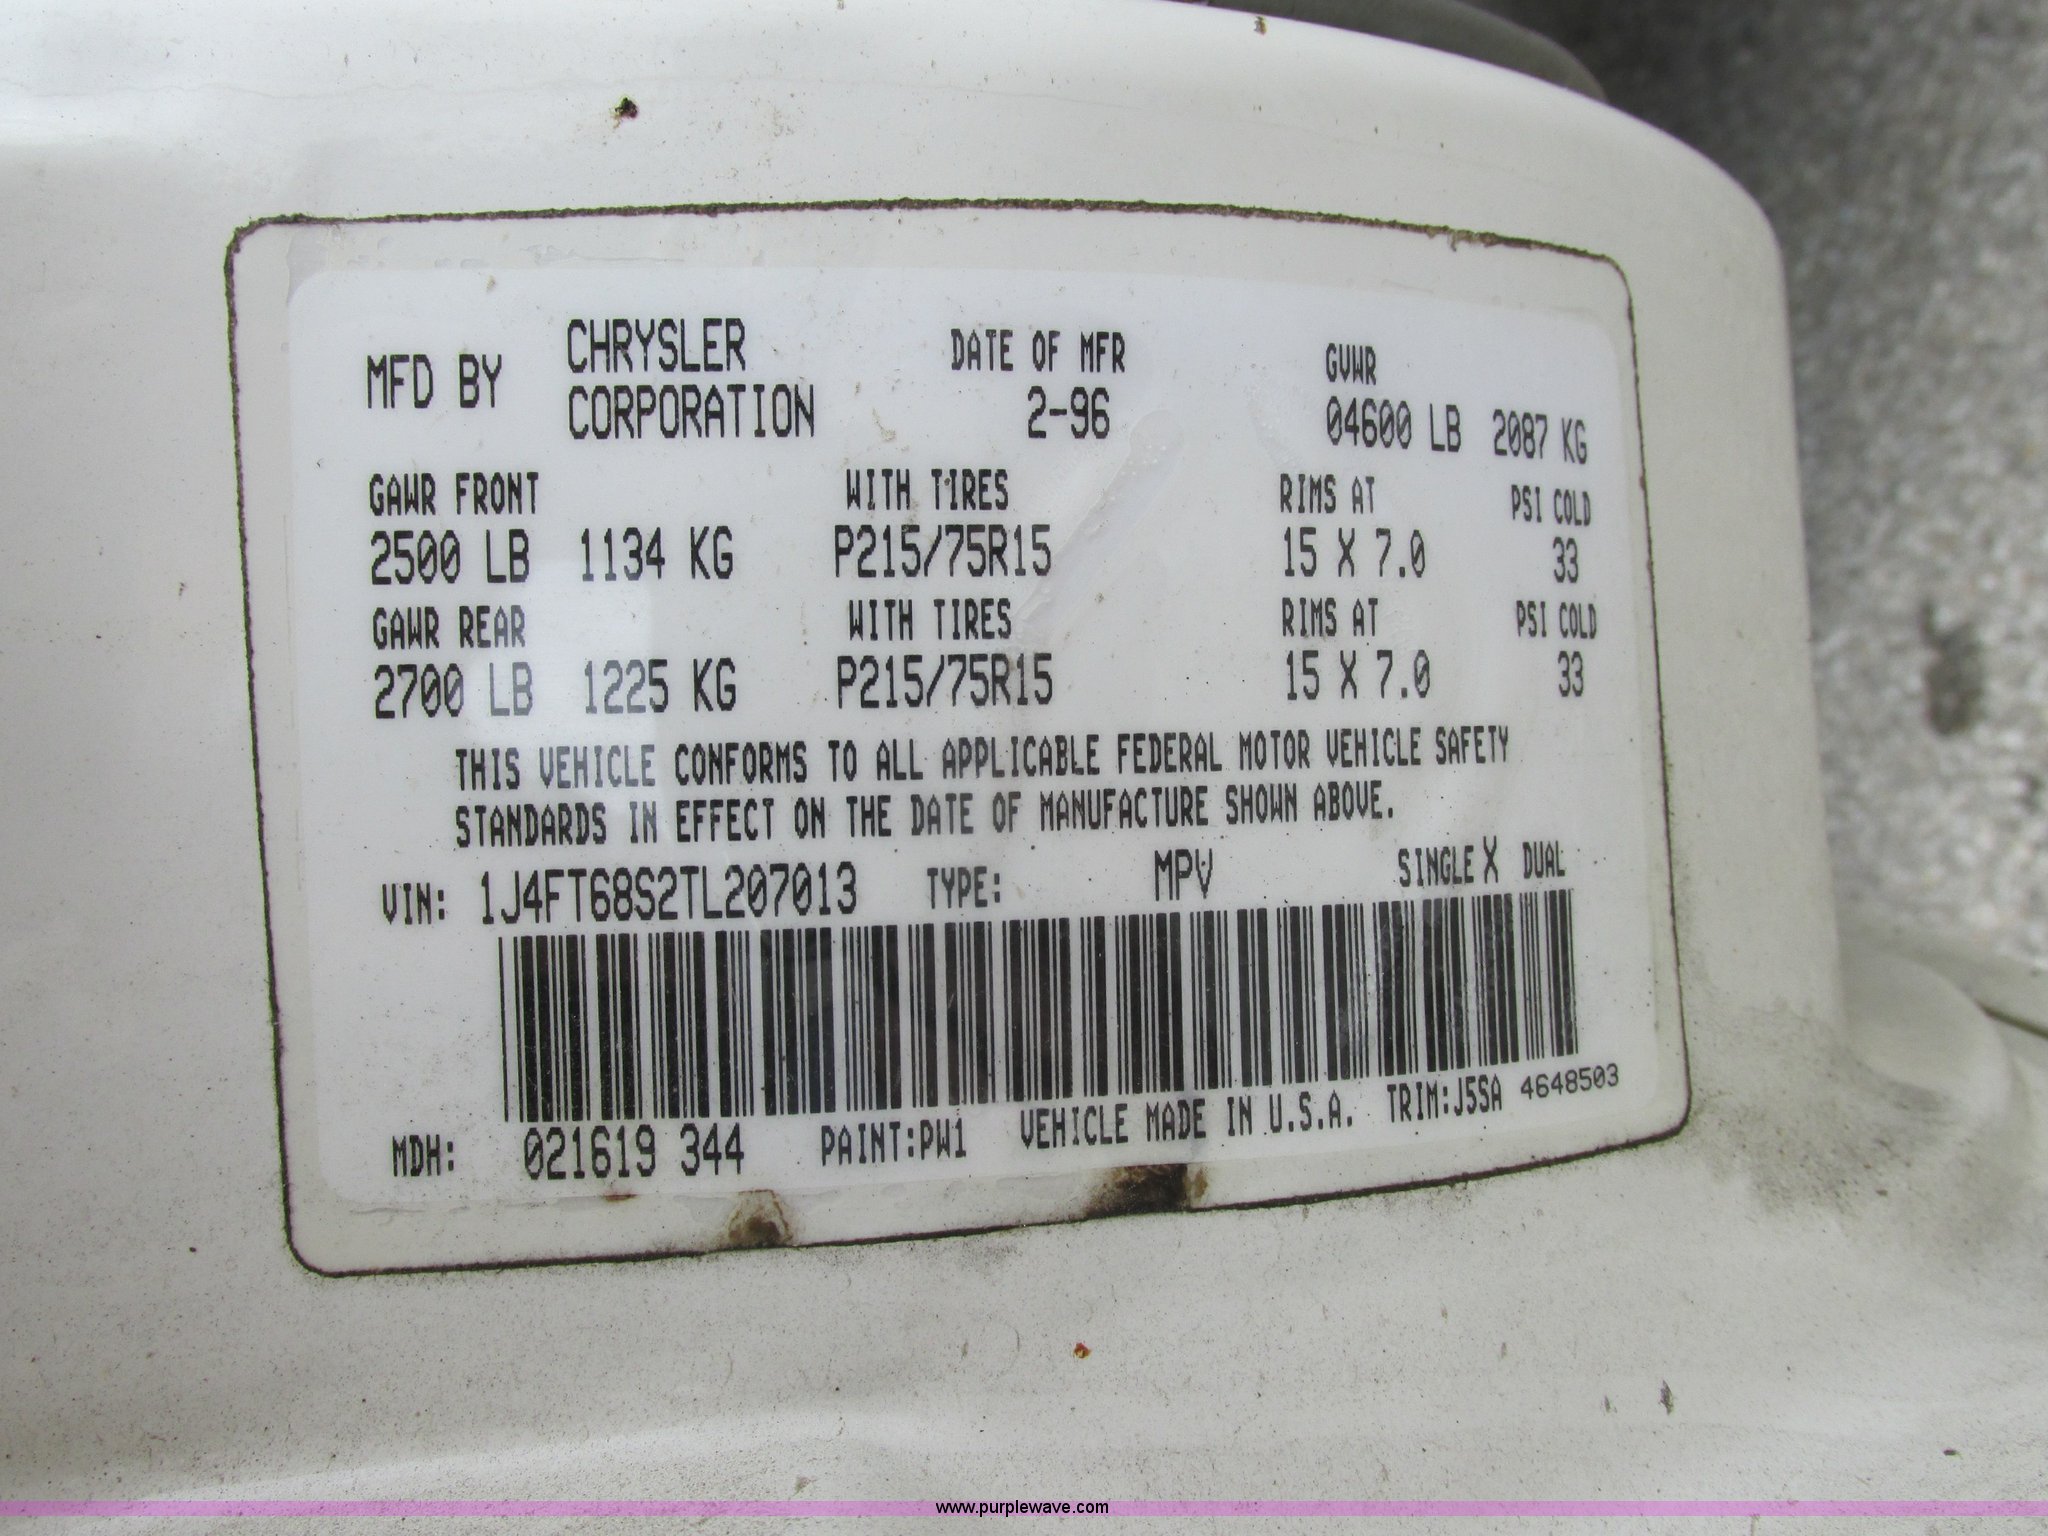 MFD BY CHRYSLER CORPORATION DATE OF MFR 2-96 GVWR 04600 LB 2087 KG
GAWR FRONT WITH TIRES RIMS AT PSI COLD
2500 LB 1134 KG P215/75R15 15 X 7.0 33
GAWR REAR WITH TIRES RIMS AT PSI COLD
2700 LB 1225 KG P215/75R15 15 X 7.0 33
THIS VEHICLE CONFORMS TO ALL APPLICABLE FEDERAL MOTOR VEHICLE SAFETY
STANDARDS IN EFFECT ON THE DATE OF MANUFACTURE SHOWN ABOVE.
VIN: 1J4FT68S2TL207013 TYPE: MPV SINGLE X DUAL
MDH: 021619 344 PAINT:PW1 VEHICLE MADE IN U.S.A. TRIM:J5SA 4648503
www.purplewave.com